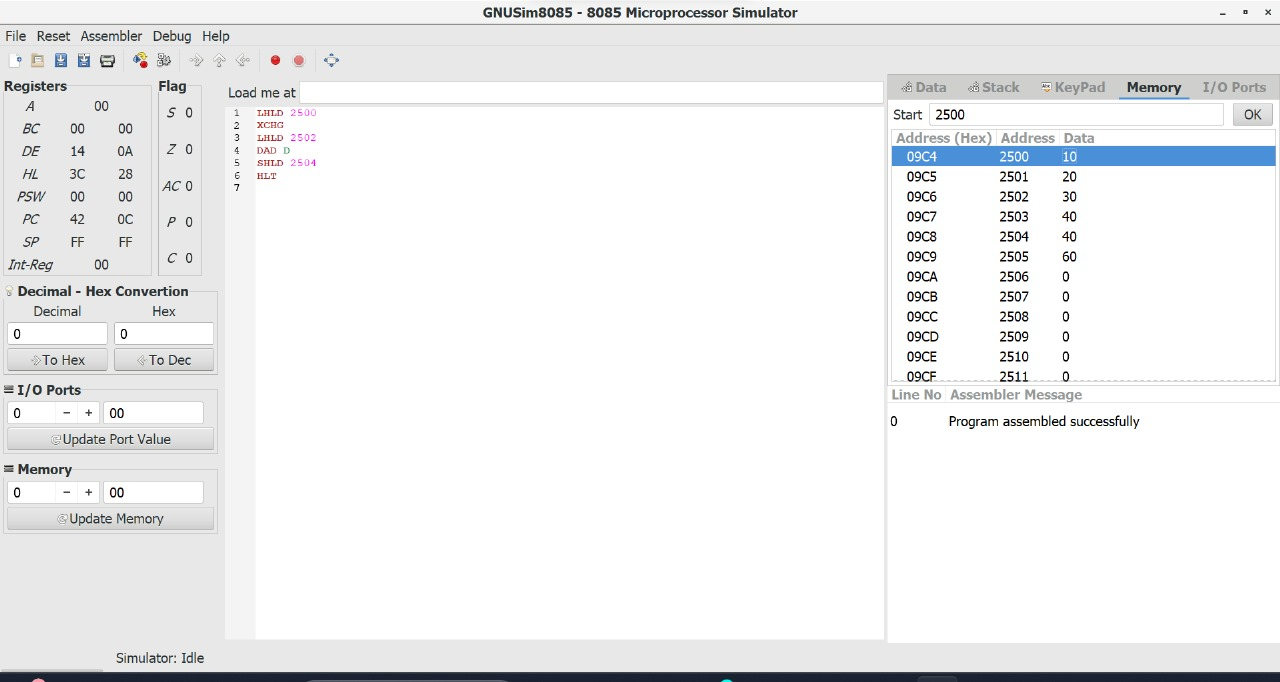 GNUSim8085 - 8085 Microprocessor Simulator
File Reset Assembler Debug Help
Registers
A 00
BC 00 00
DE 14 0A
HL 3C 28
PSW 00 00
PC 42 0C
SP FF FF
Int-Reg 00
Flag
S 0
Z 0
AC 0
P 0
C 0
Decimal - Hex Convertion
Decimal Hex
0 0
To Hex To Dec
I/O Ports
0 - + 00
Update Port Value
Memory
0 - + 00
Update Memory
Load me at
1 LHLD 2500
2 XCHG
3 LHLD 2502
4 DAD D
5 SHLD 2504
6 HLT
7
Data Stack KeyPad Memory I/O Ports
Start 2500 OK
Address (Hex) Address Data
09C4 2500 10
09C5 2501 20
09C6 2502 30
09C7 2503 40
09C8 2504 40
09C9 2505 60
09CA 2506 0
09CB 2507 0
09CC 2508 0
09CD 2509 0
09CE 2510 0
09CF 2511 0
Line No Assembler Message
0 Program assembled successfully
Simulator: Idle